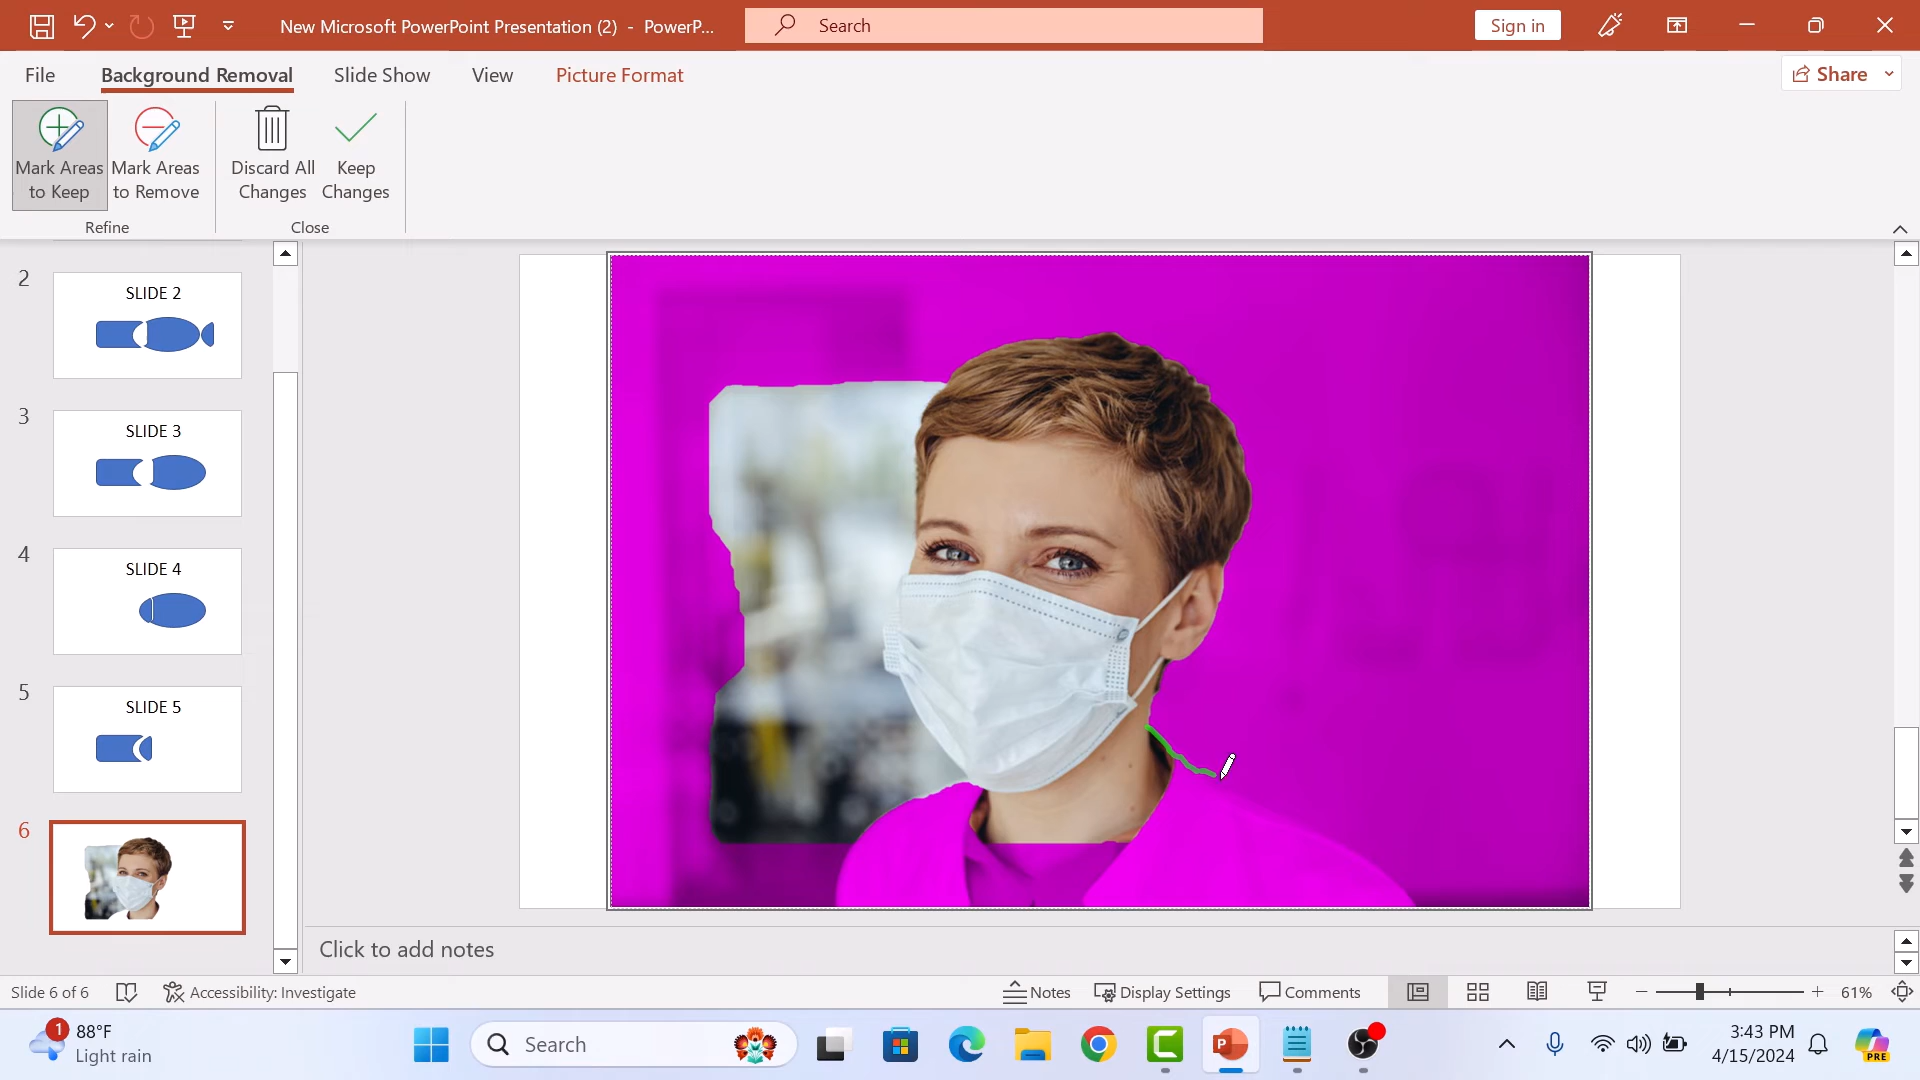 New Microsoft PowerPoint Presentation (2) - PowerP...
Search
Sign in
File
Background Removal
Slide Show
View
Picture Format
Share
Mark Areas
to Keep
Mark Areas
to Remove
Discard All
Changes
Keep
Changes
Refine
Close
2
SLIDE 2
3
SLIDE 3
4
SLIDE 4
5
SLIDE 5
6
Click to add notes
Slide 6 of 6
Accessibility: Investigate
Notes
Display Settings
Comments
61%
1
88°F
Light rain
Search
P
3:43 PM
4/15/2024
PRE